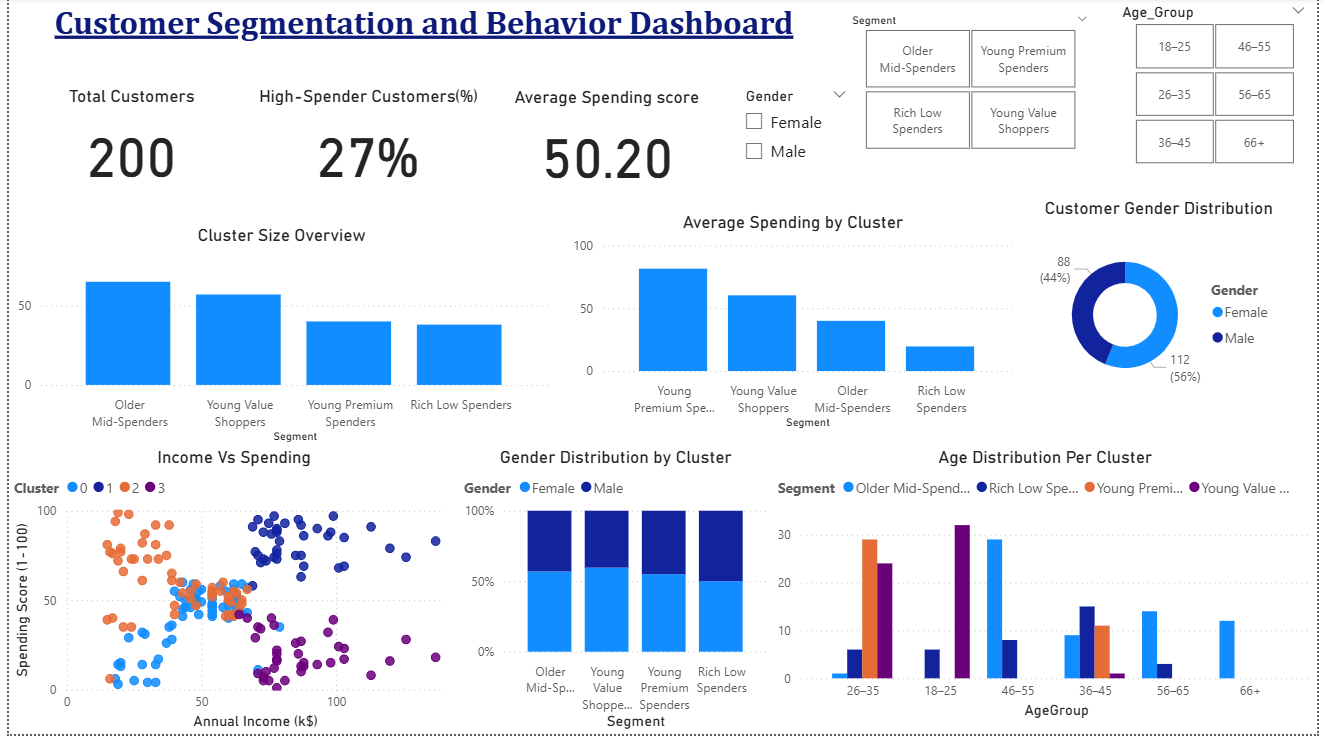 Customer Segmentation and Behavior Dashboard
Segment
Older
Mid-Spenders
Young Premium
Spenders
Rich Low
Spenders
Young Value
Shoppers
Age_Group
18–25
46–55
26–35
56–65
36–45
66+
Total Customers
200
High-Spender Customers(%)
27%
Average Spending score
50.20
Gender
Female
Male
Cluster Size Overview
50
0
Older
Mid-Spenders
Young Value
Shoppers
Young Premium
Spenders
Rich Low Spenders
Segment
Average Spending by Cluster
100
50
0
Young
Premium Spe...
Young Value
Shoppers
Older
Mid-Spenders
Rich Low
Spenders
Segment
Customer Gender Distribution
88
(44%)
112
(56%)
Gender
Female
Male
Income Vs Spending
Cluster 0 1 2 3
Spending Score (1-100)
100
50
0
0 50 100
Annual Income (k$)
Gender Distribution by Cluster
Gender Female Male
100%
50%
0%
Older
Mid-Sp...
Young
Value
Shoppe...
Young
Premium
Spenders
Rich Low
Spenders
Segment
Age Distribution Per Cluster
Segment Older Mid-Spend... Rich Low Spe... Young Premi... Young Value ...
30
20
10
0
26–35 18–25 46–55 36–45 56–65 66+
AgeGroup